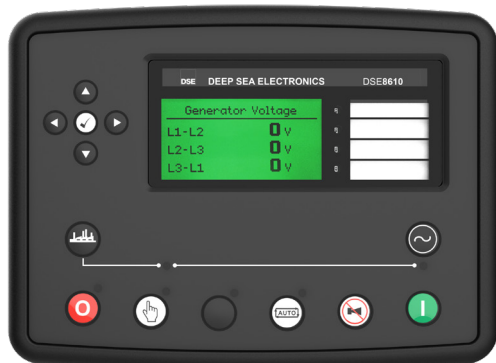 DSE DEEP SEA ELECTRONICS DSE8610
Generator Voltage
L1-L2 0 V
L2-L3 0 V
L3-L1 0 V
O
AUTO
I